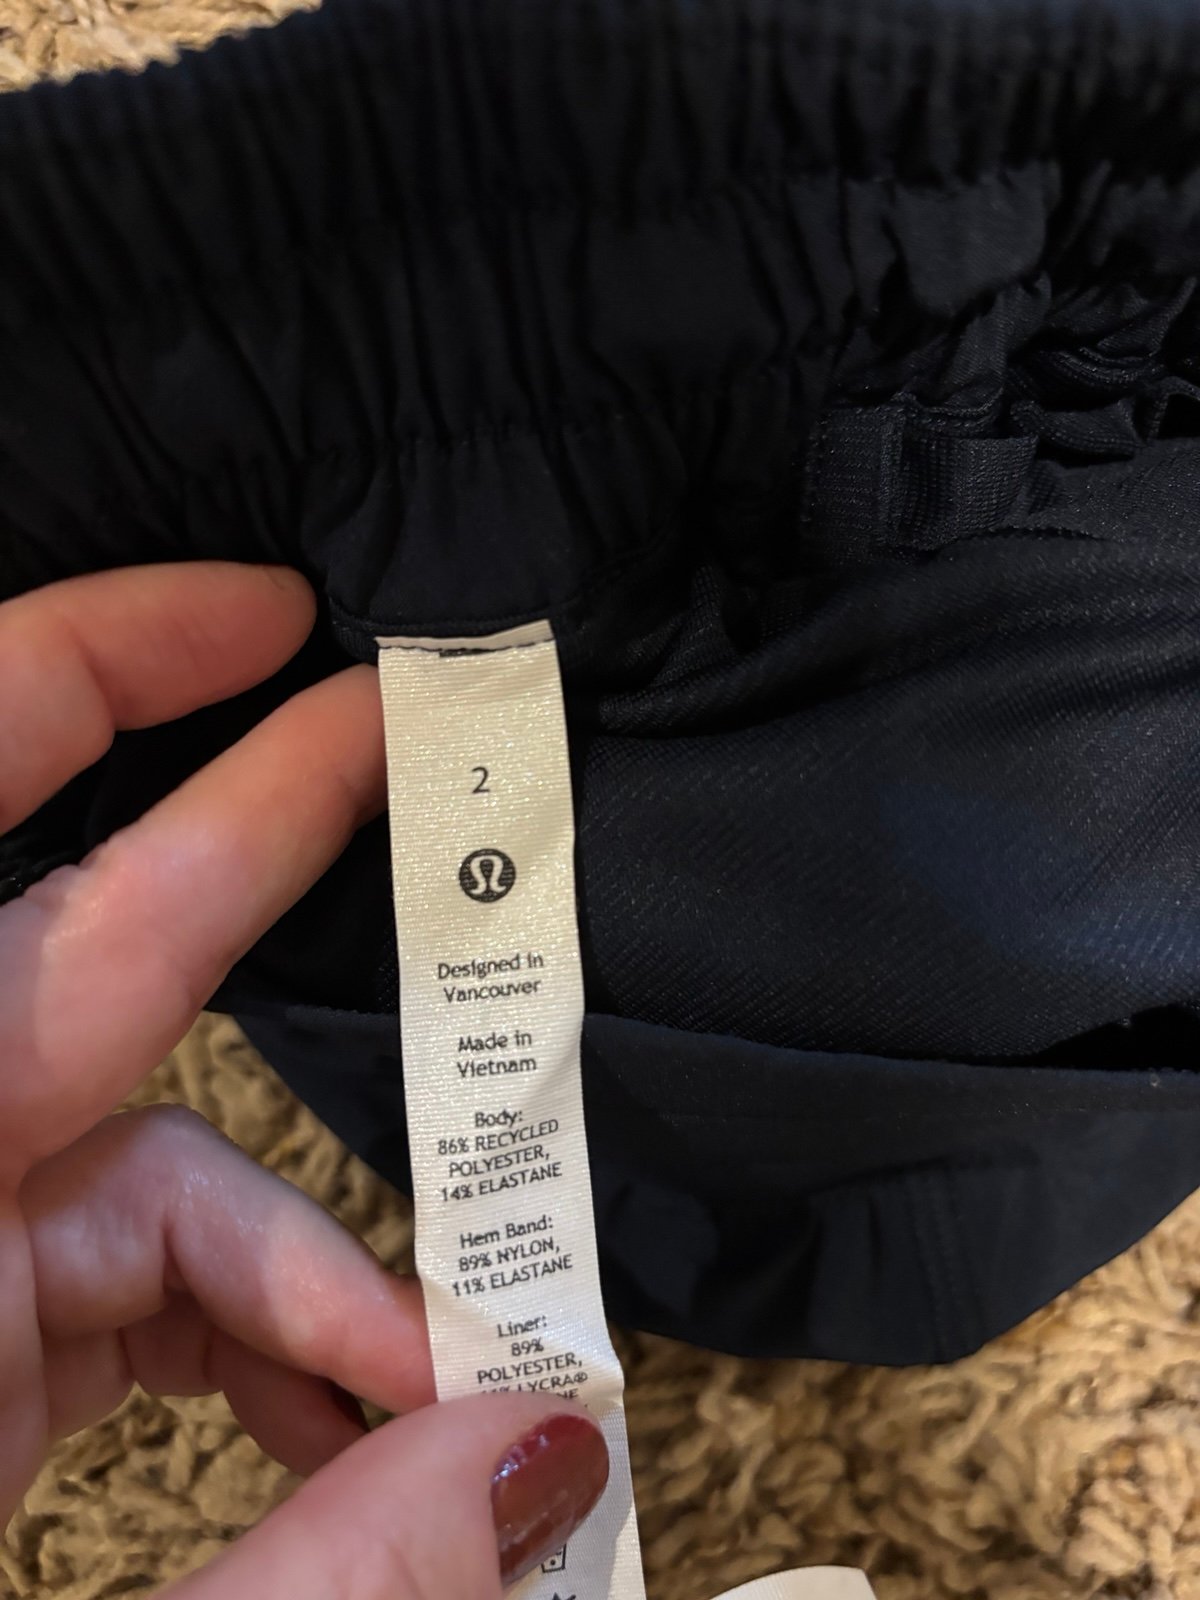 2
Designed in
Vancouver
Made in
Vietnam
Body:
86% RECYCLED
POLYESTER,
14% ELASTANE
Hem Band:
89% NYLON,
11% ELASTANE
Liner:
89%
POLYESTER,
LYCRA®